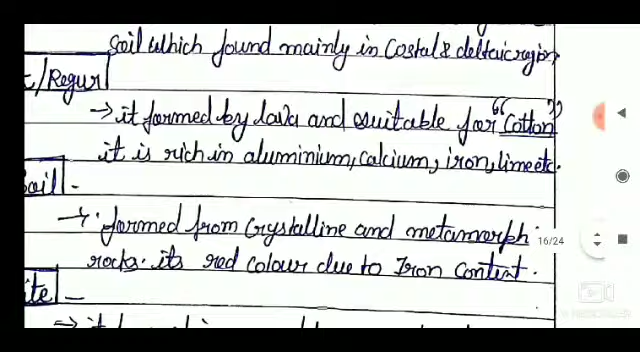 soil which found mainly in Costal & deltaic region
/Regur
→ it formed by lava and suitable for "Cotton"
it is rich in aluminium, calcium, iron, lime etc.
Soil -
→ formed from crystalline and metamorph
rocks. its red colour due to Iron content.
16/24
ite -